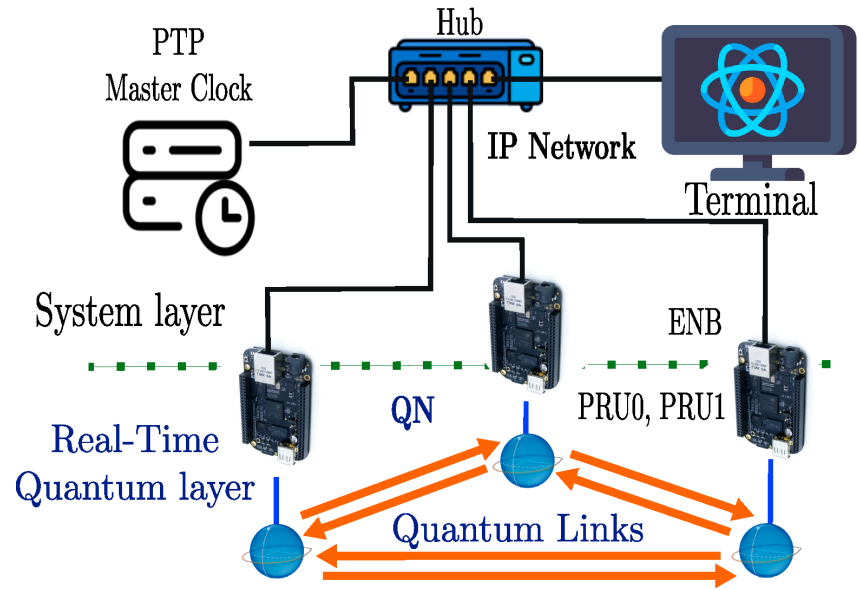 Hub
PTP
Master Clock
IP Network
Terminal
System layer
ENB
QN
PRU0, PRU1
Real-Time
Quantum layer
Quantum Links